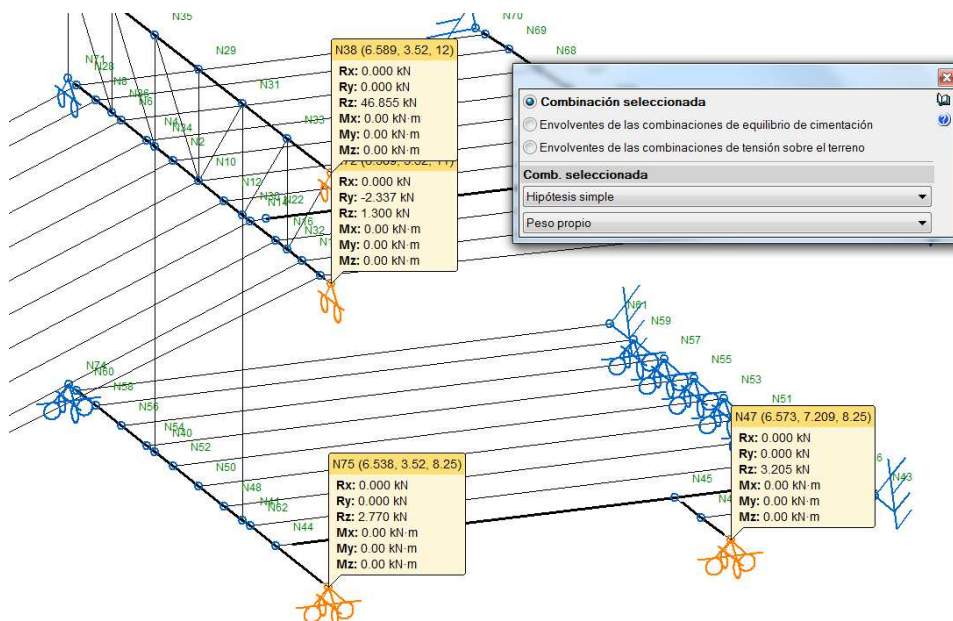 N35
N70
N69
N68
N29
N31
N71
N28
N8
N6
N4
N34
N2
N10
N12
N22
N16
N32
N33
N38 (6.589, 3.52, 12)
Rx: 0.000 kN
Ry: 0.000 kN
Rz: 46.855 kN
Mx: 0.00 kN·m
My: 0.00 kN·m
Mz: 0.00 kN·m
Rx: 0.000 kN
Ry: -2.337 kN
Rz: 1.300 kN
Mx: 0.00 kN·m
My: 0.00 kN·m
Mz: 0.00 kN·m
Combinación seleccionada
Envolventes de las combinaciones de equilibrio de cimentación
Envolventes de las combinaciones de tensión sobre el terreno
Comb. seleccionada
Hipótesis simple
Peso propio
N61
N59
N57
N55
N53
N51
N74
N60
N58
N56
N54
N40
N52
N50
N48
N62
N44
N45
N43
N75 (6.538, 3.52, 8.25)
Rx: 0.000 kN
Ry: 0.000 kN
Rz: 2.770 kN
Mx: 0.00 kN·m
My: 0.00 kN·m
Mz: 0.00 kN·m
N47 (6.573, 7.209, 8.25)
Rx: 0.000 kN
Ry: 0.000 kN
Rz: 3.205 kN
Mx: 0.00 kN·m
My: 0.00 kN·m
Mz: 0.00 kN·m